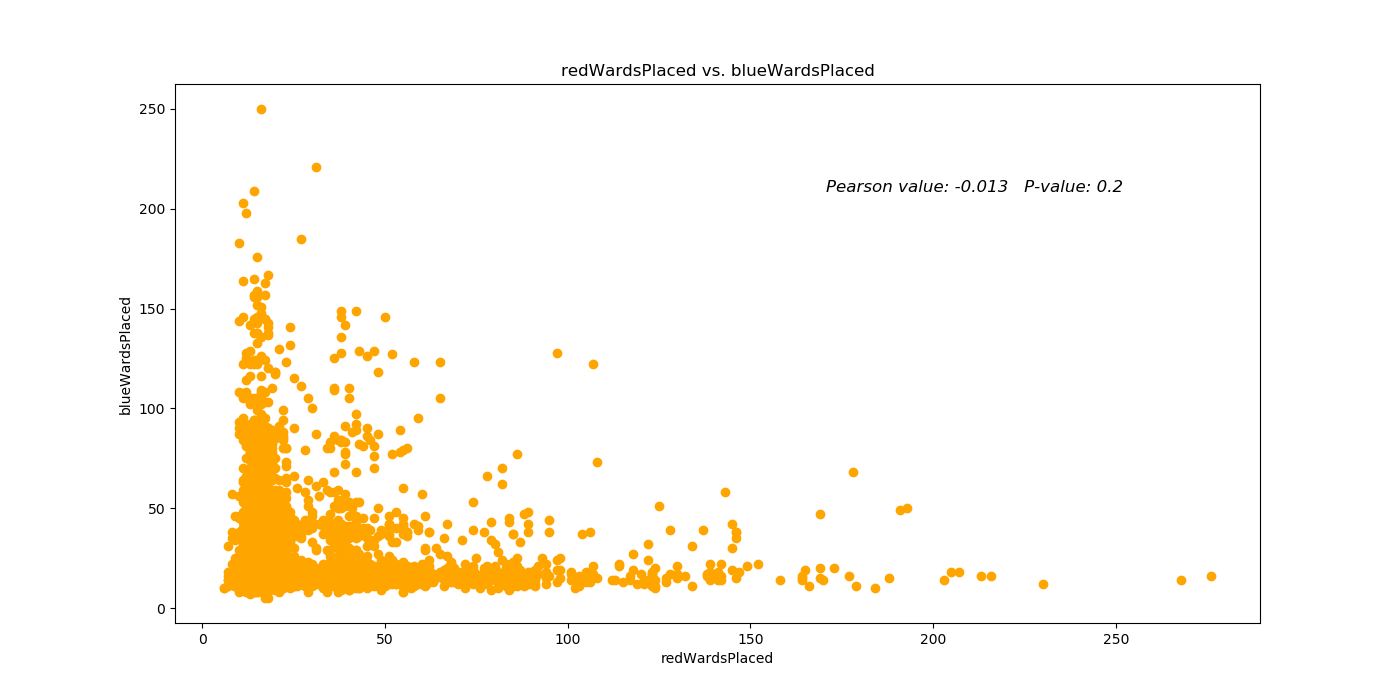 redWardsPlaced vs. blueWardsPlaced
250
200
150
100
50
0
blueWardsPlaced
Pearson value: -0.013   P-value: 0.2
0 50 100 150 200 250
redWardsPlaced